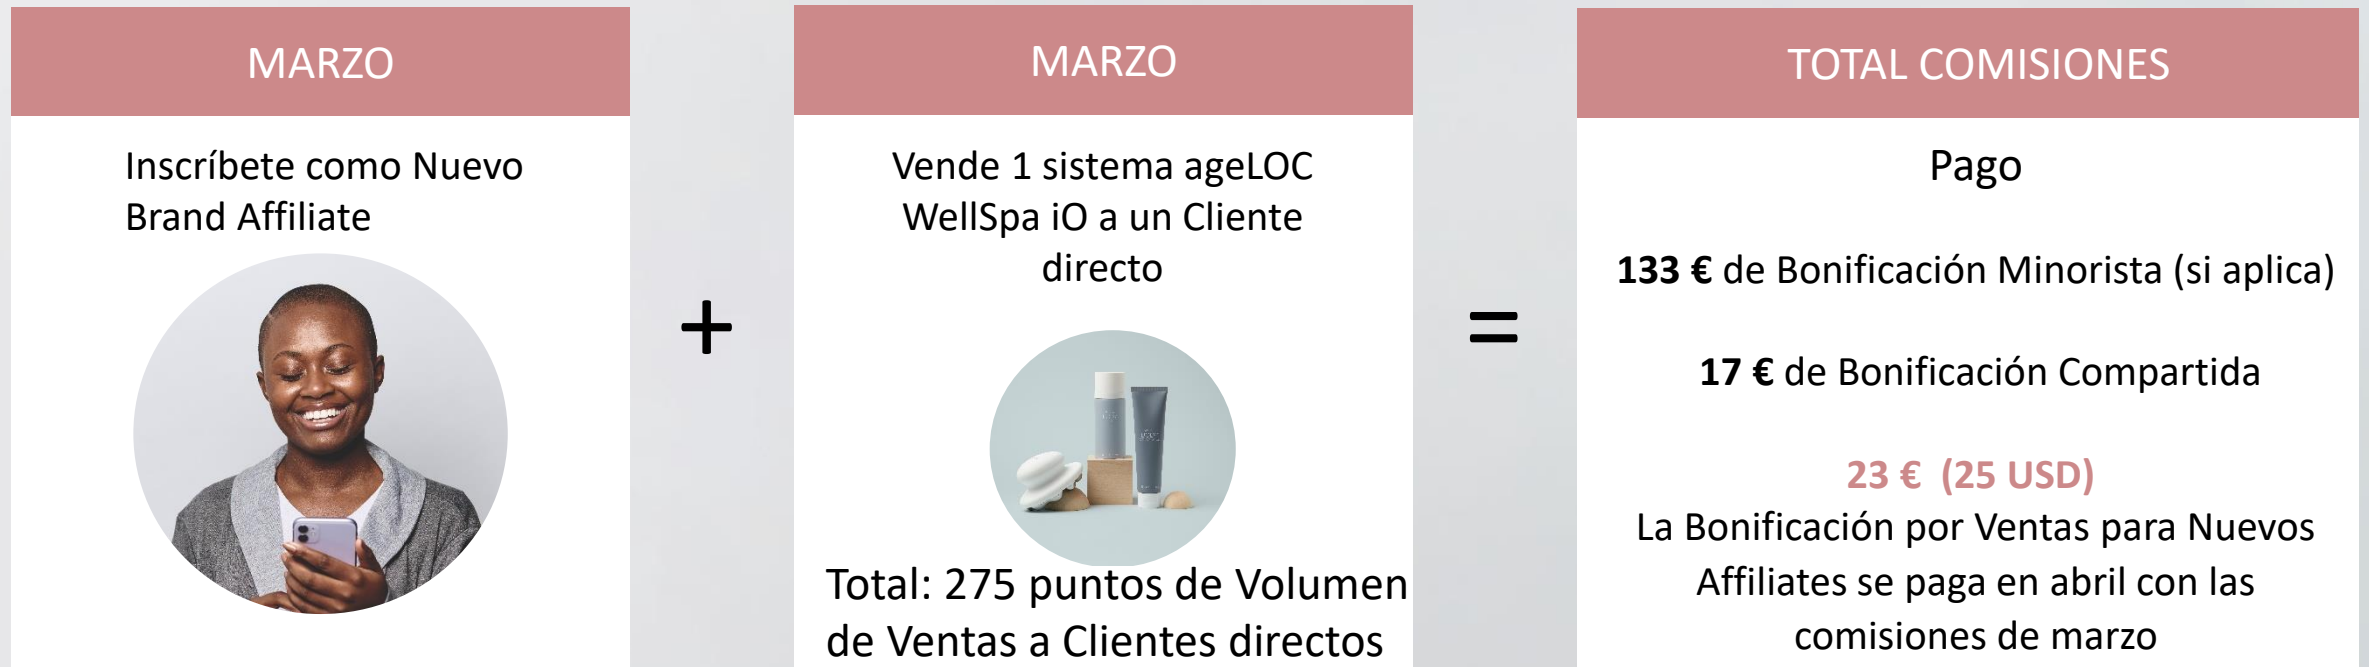 MARZO
Inscríbete como Nuevo
Brand Affiliate
+
MARZO
Vende 1 sistema ageLOC
WellSpa iO a un Cliente
directo
Total: 275 puntos de Volumen
de Ventas a Clientes directos
=
TOTAL COMISIONES
Pago
133 € de Bonificación Minorista (si aplica)
17 € de Bonificación Compartida
23 € (25 USD)
La Bonificación por Ventas para Nuevos
Affiliates se paga en abril con las
comisiones de marzo